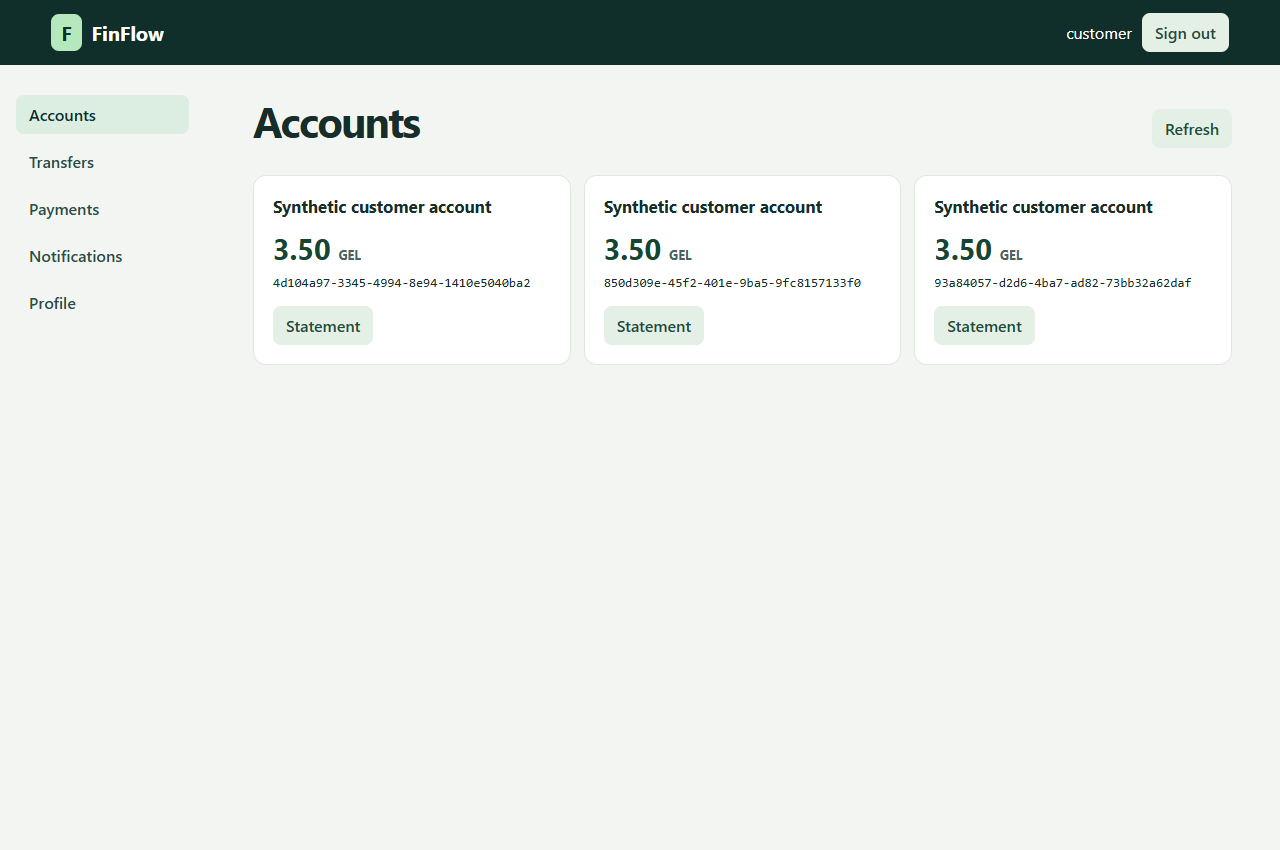 F FinFlow
customer Sign out
Accounts
Transfers
Payments
Notifications
Profile
Accounts
Refresh
Synthetic customer account
3.50 GEL
4d104a97-3345-4994-8e94-1410e5040ba2
Statement
Synthetic customer account
3.50 GEL
850d309e-45f2-401e-9ba5-9fc8157133f0
Statement
Synthetic customer account
3.50 GEL
93a84057-d2d6-4ba7-ad82-73bb32a62daf
Statement